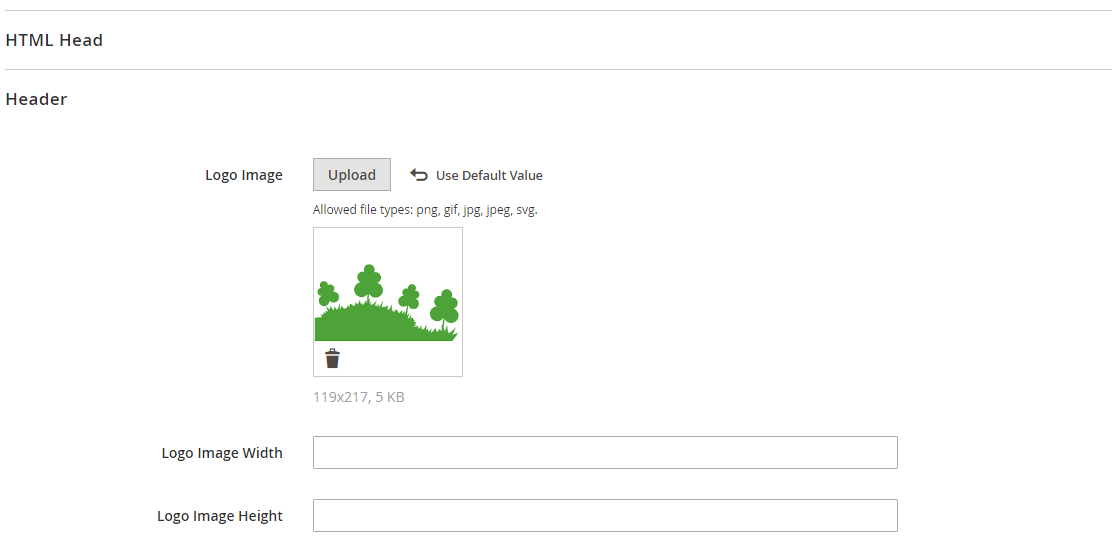 HTML Head
Header
Logo Image
Upload
Use Default Value
Allowed file types: png, gif, jpg, jpeg, svg.
119x217, 5 KB
Logo Image Width
Logo Image Height